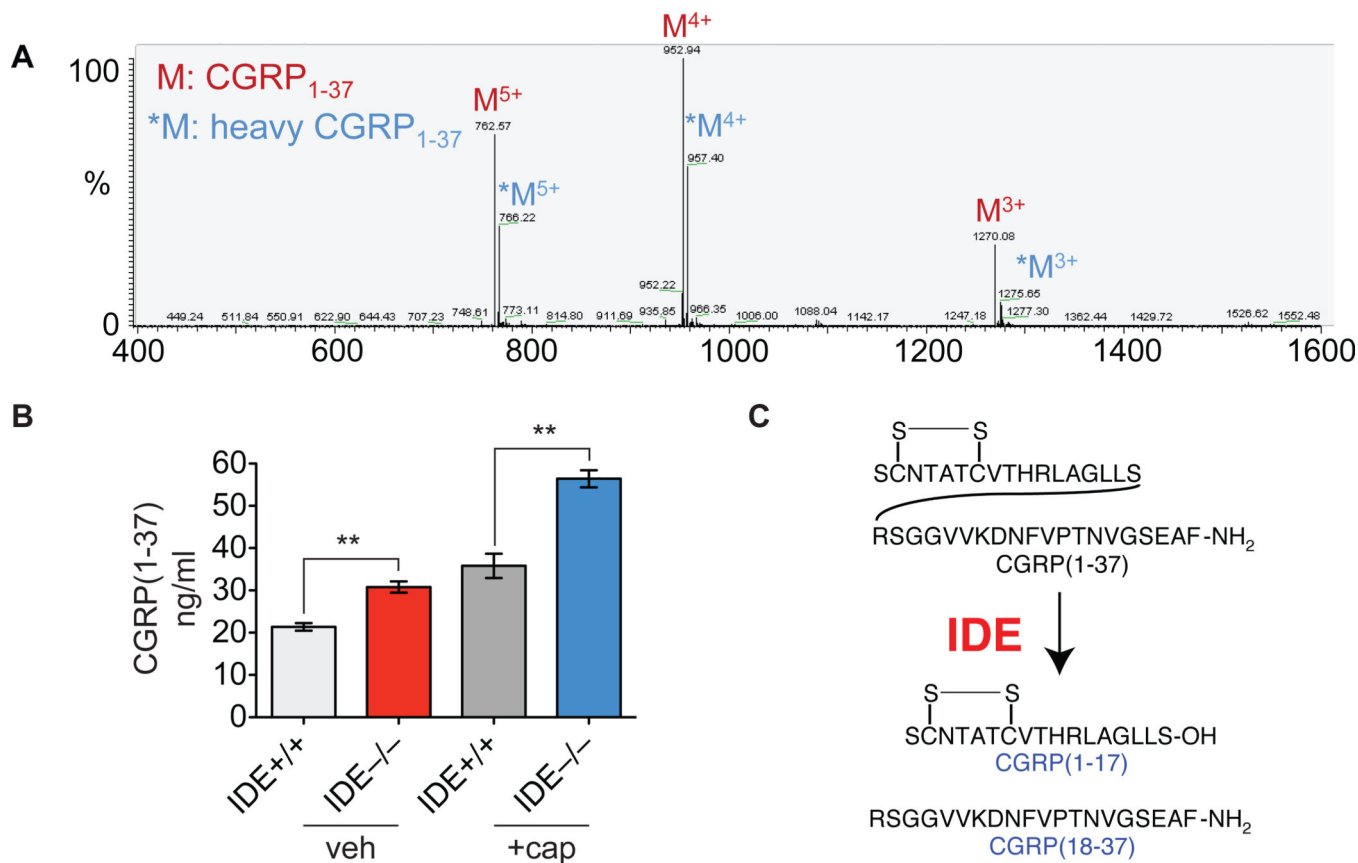 A
M: CGRP1-37
*M: heavy CGRP1-37
100
%
0
M5+
762.57
*M5+
766.22
M4+
952.94
*M4+
957.40
M3+
1270.08
*M3+
1275.65
952.22
449.24 511.84 550.91 622.90 644.43 707.23 748.61 773.11 814.80 911.69 935.85 966.35 1006.00 1088.04 1142.17 1247.18 1277.30 1362.44 1429.72 1526.62 1552.48
400 600 800 1000 1200 1400 1600
B
CGRP(1-37)
ng/ml
60
50
40
30
20
10
0
**
**
IDE+/+ IDE–/– IDE+/+ IDE–/–
veh +cap
C
S S
SCNTATCVTHRLAGLLS
RSGGVVKDNFVPTNVGSEAF-NH2
CGRP(1-37)
IDE
S S
SCNTATCVTHRLAGLLS-OH
CGRP(1-17)
RSGGVVKDNFVPTNVGSEAF-NH2
CGRP(18-37)